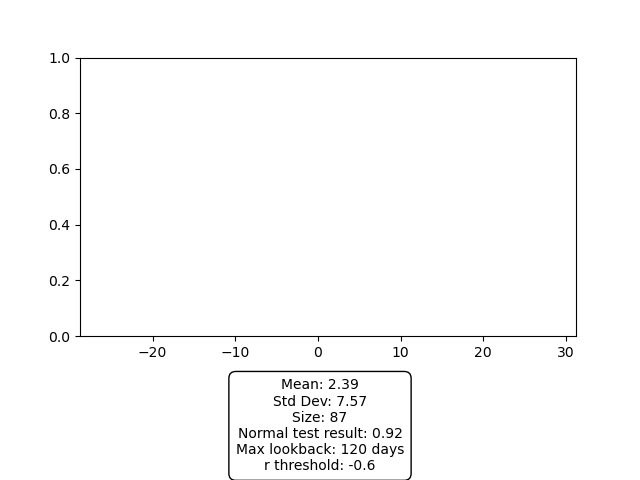 1.0
0.8
0.6
0.4
0.2
0.0
−20 −10 0 10 20 30
Mean: 2.39
Std Dev: 7.57
Size: 87
Normal test result: 0.92
Max lookback: 120 days
r threshold: -0.6